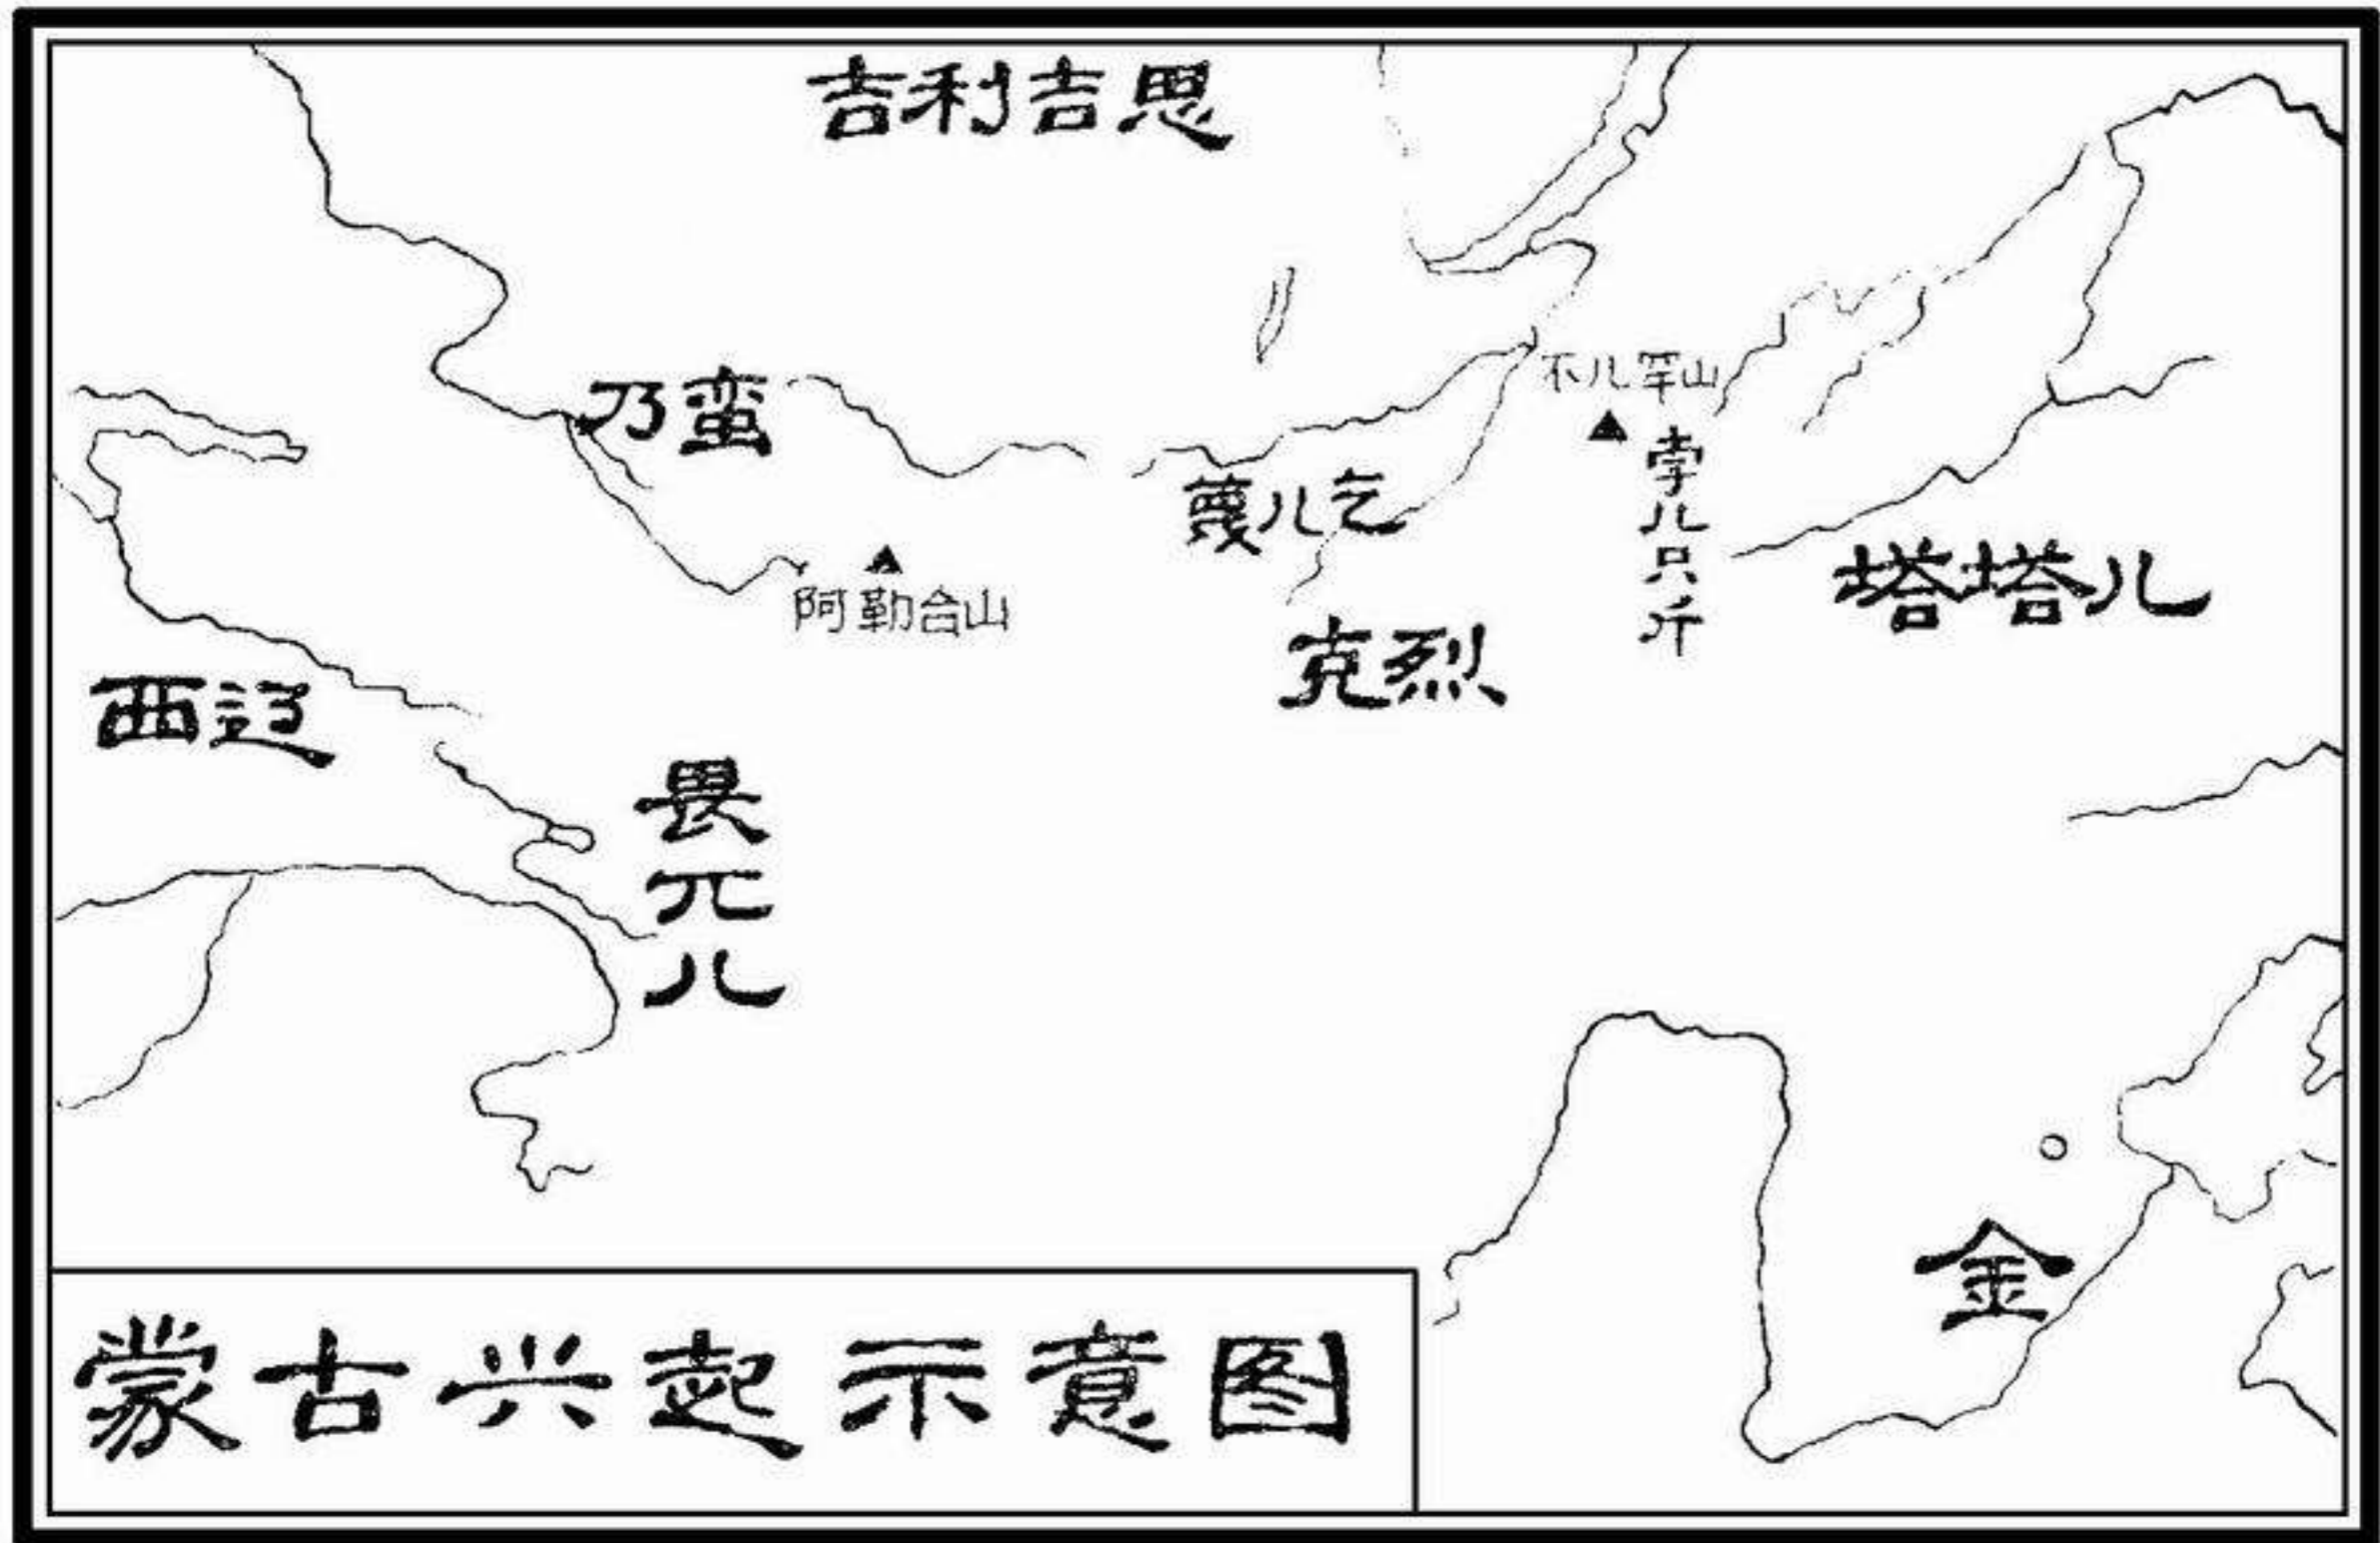 吉利吉思
乃蛮
不儿罕山
蔑儿乞
孛儿只斤
塔塔儿
阿勒台山
克烈
西辽
畏兀儿
金
蒙古兴起示意图